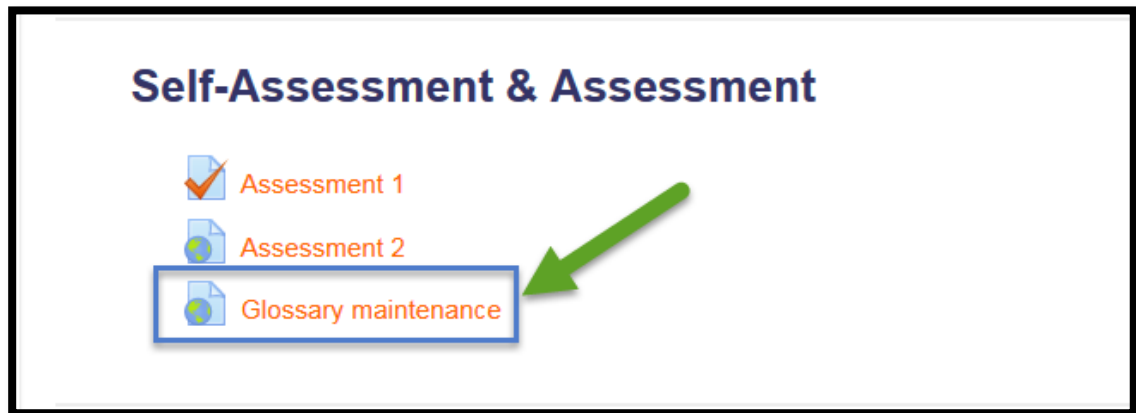 Self-Assessment & Assessment
Assessment 1
Assessment 2
Glossary maintenance